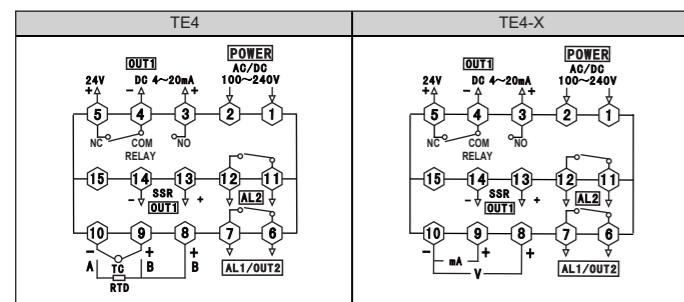 TE4
TE4-X
POWER
OUT1
AC/DC
24V
DC 4～20mA
100～240V
+
-
+
5
4
3
2
1
NC
COM
NO
RELAY
15
14
13
12
11
-
SSR
+
AL2
OUT1
10
9
8
7
6
-
+
+
A
TC
B
B
RTD
AL1/OUT2
POWER
OUT1
AC/DC
24V
DC 4～20mA
100～240V
+
-
+
5
4
3
2
1
NC
COM
NO
RELAY
15
14
13
12
11
-
SSR
+
AL2
OUT1
10
9
8
7
6
-
+
+
mA
V
AL1/OUT2